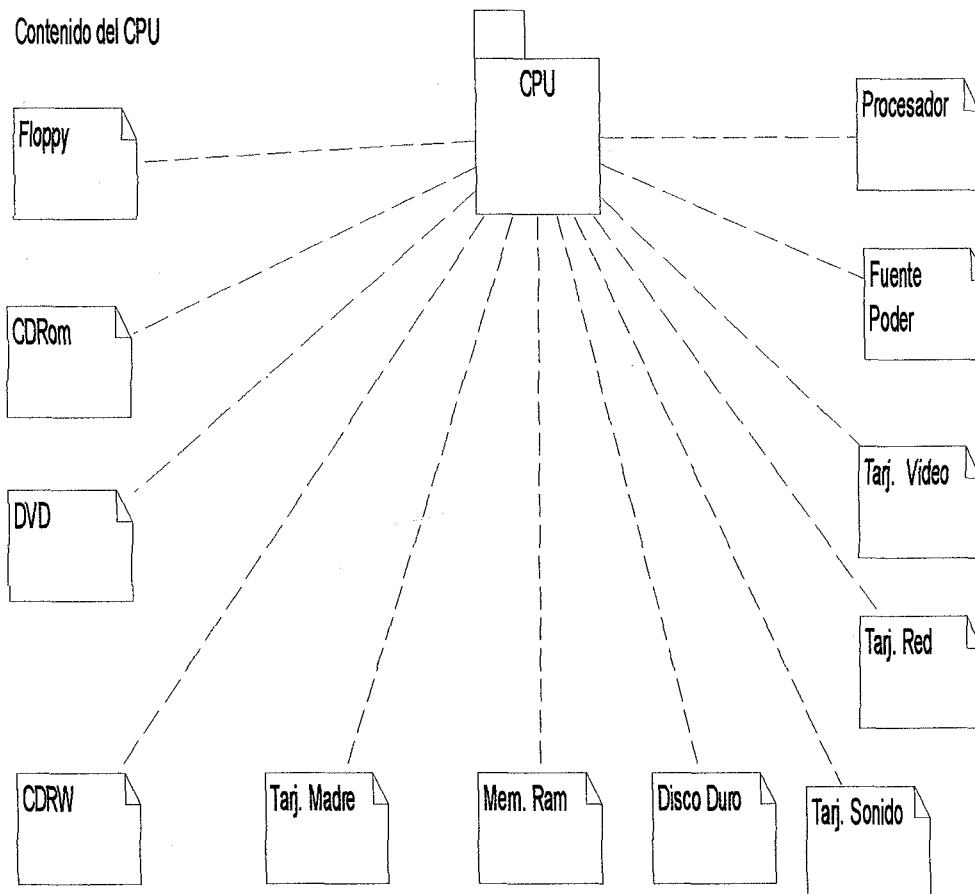 Contenido del CPU
CPU
Floppy
Procesador
Fuente
Poder
CDRom
Tarj. Video
DVD
Tarj. Red
CDRW
Tarj. Madre
Mem. Ram
Disco Duro
Tarj. Sonido